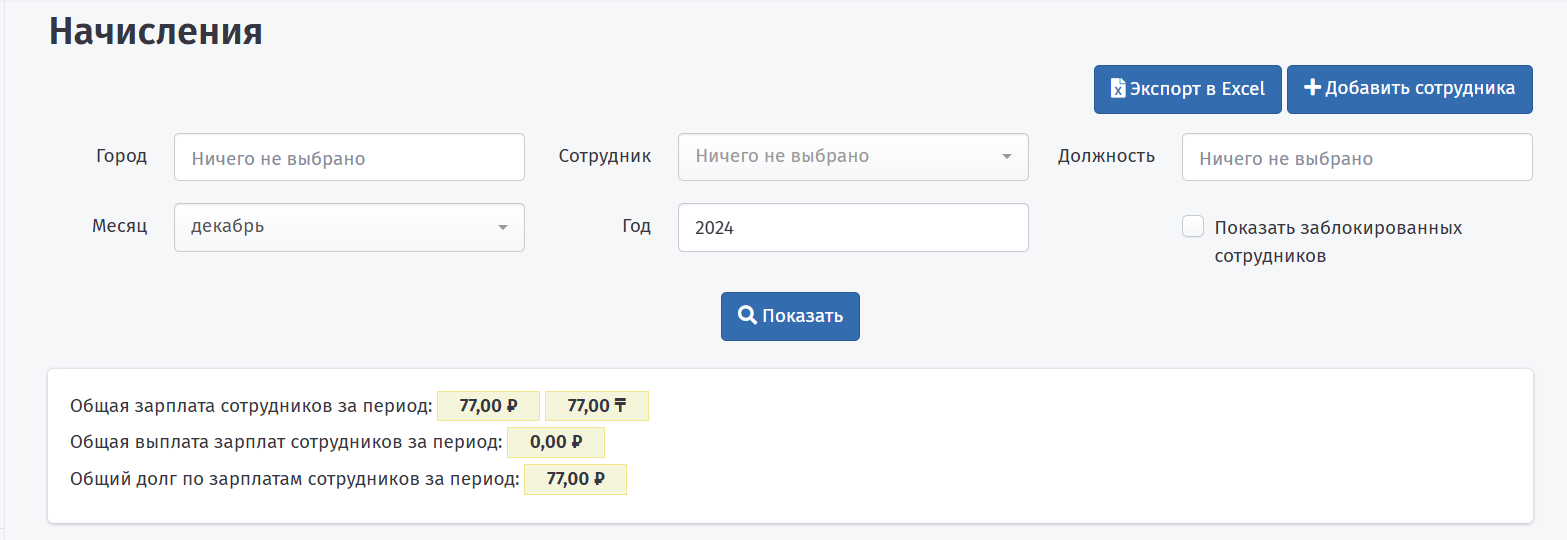 Начисления
Экспорт в Excel
Добавить сотрудника
Город
Ничего не выбрано
Сотрудник
Ничего не выбрано
Должность
Ничего не выбрано
Месяц
декабрь
Год
2024
Показать заблокированных
сотрудников
Показать
Общая зарплата сотрудников за период: 77,00 ₽ 77,00 ₸
Общая выплата зарплат сотрудников за период: 0,00 ₽
Общий долг по зарплатам сотрудников за период: 77,00 ₽